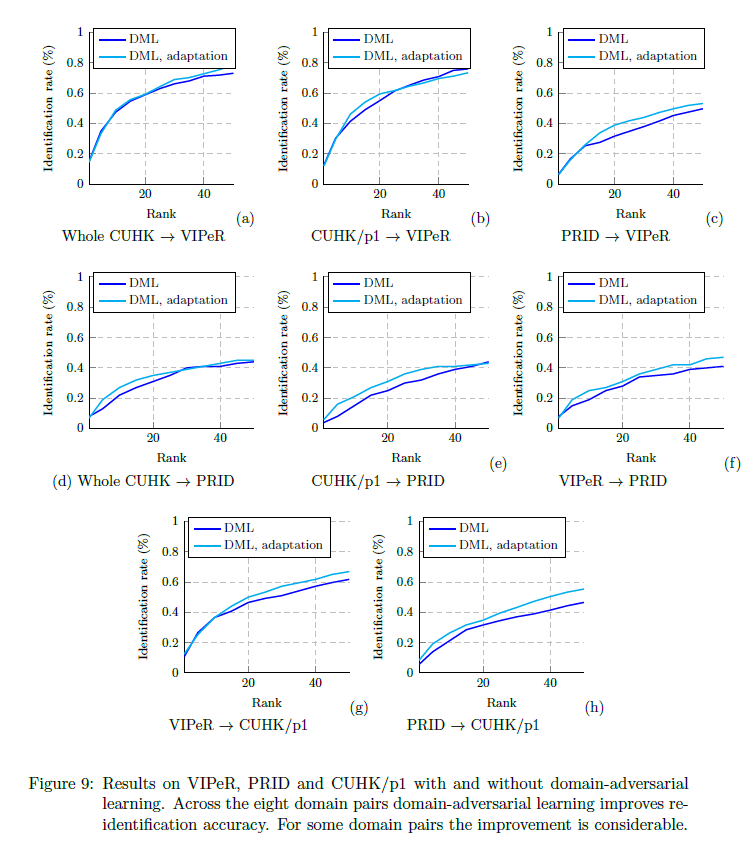 DML
DML, adaptation
Identification rate (%)
1
0.8
0.6
0.4
0.2
0
20 40
Rank
(a)
Whole CUHK → VIPeR
DML
DML, adaptation
Identification rate (%)
1
0.8
0.6
0.4
0.2
0
20 40
Rank
(b)
CUHK/p1 → VIPeR
DML
DML, adaptation
Identification rate (%)
1
0.8
0.6
0.4
0.2
0
20 40
Rank
(c)
PRID → VIPeR
DML
DML, adaptation
Identification rate (%)
1
0.8
0.6
0.4
0.2
0
20 40
Rank
(d) Whole CUHK → PRID
DML
DML, adaptation
Identification rate (%)
1
0.8
0.6
0.4
0.2
0
20 40
Rank
(e)
CUHK/p1 → PRID
DML
DML, adaptation
Identification rate (%)
1
0.8
0.6
0.4
0.2
0
20 40
Rank
(f)
VIPeR → PRID
DML
DML, adaptation
Identification rate (%)
1
0.8
0.6
0.4
0.2
0
20 40
Rank
(g)
VIPeR → CUHK/p1
DML
DML, adaptation
Identification rate (%)
1
0.8
0.6
0.4
0.2
0
20 40
Rank
(h)
PRID → CUHK/p1
Figure 9: Results on VIPeR, PRID and CUHK/p1 with and without domain-adversarial
learning. Across the eight domain pairs domain-adversarial learning improves re-
identification accuracy. For some domain pairs the improvement is considerable.